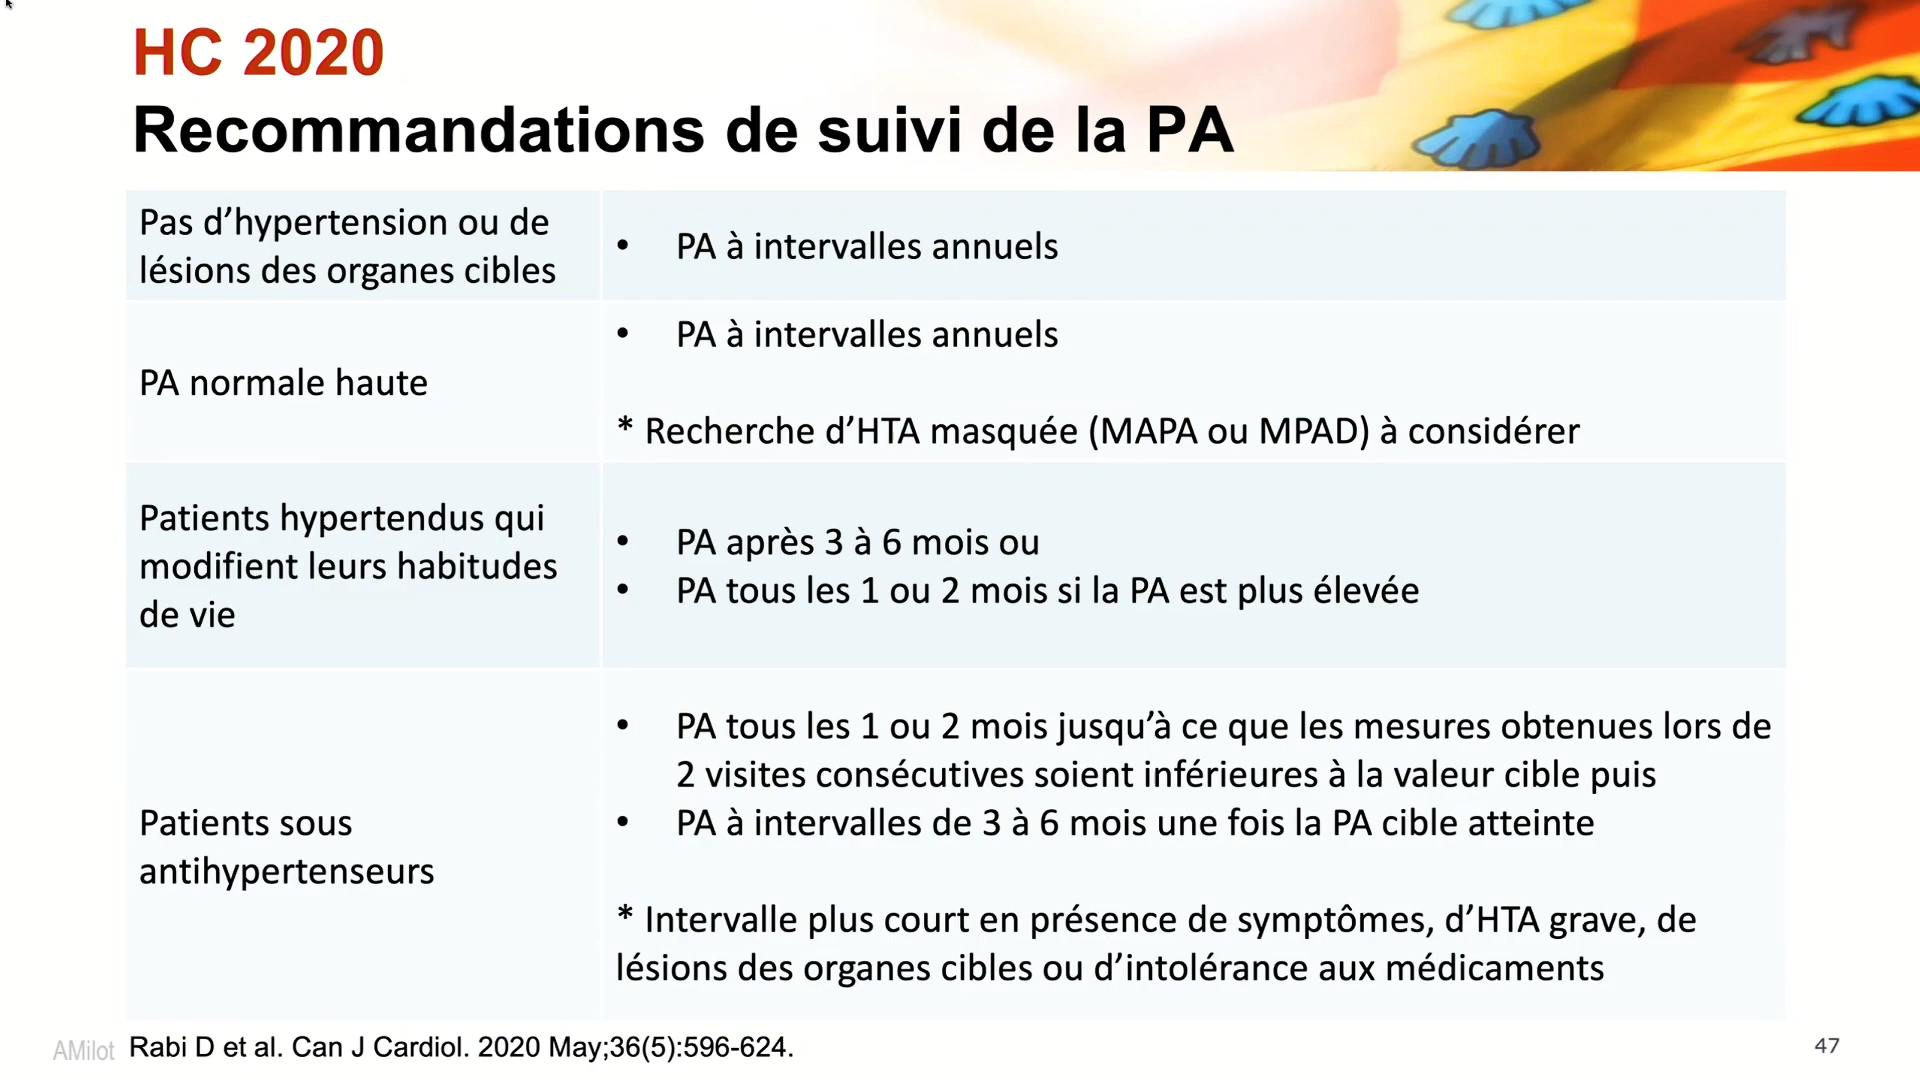 HC 2020
Recommandations de suivi de la PA
Pas d’hypertension ou de
lésions des organes cibles
• PA à intervalles annuels
PA normale haute
• PA à intervalles annuels
* Recherche d’HTA masquée (MAPA ou MPAD) à considérer
Patients hypertendus qui
modifient leurs habitudes
de vie
• PA après 3 à 6 mois ou
• PA tous les 1 ou 2 mois si la PA est plus élevée
Patients sous
antihypertenseurs
• PA tous les 1 ou 2 mois jusqu’à ce que les mesures obtenues lors de
2 visites consécutives soient inférieures à la valeur cible puis
• PA à intervalles de 3 à 6 mois une fois la PA cible atteinte
* Intervalle plus court en présence de symptômes, d’HTA grave, de
lésions des organes cibles ou d’intolérance aux médicaments
AMilot Rabi D et al. Can J Cardiol. 2020 May;36(5):596-624.
47